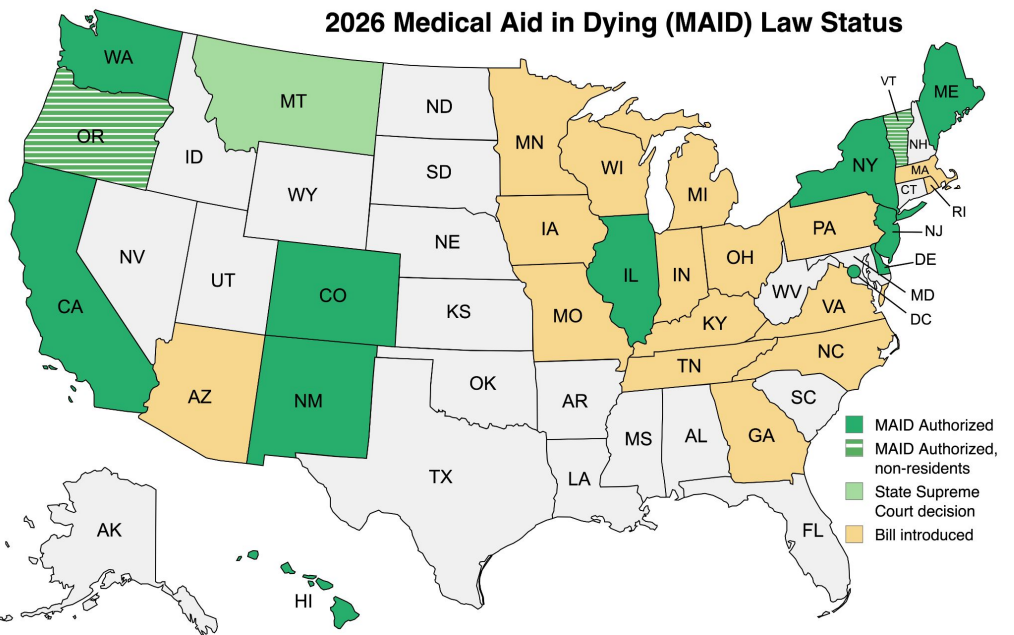 2026 Medical Aid in Dying (MAID) Law Status
WA
MT
ND
MN
VT
ME
OR
ID
SD
WI
MI
NY
NH
MA
CT
RI
WY
NE
IA
PA
NJ
NV
UT
CO
KS
MO
IL
IN
OH
WV
VA
DE
MD
DC
CA
KY
NC
TN
AZ
NM
OK
AR
SC
MS
AL
GA
TX
LA
FL
AK
HI
MAID Authorized
MAID Authorized,
non-residents
State Supreme
Court decision
Bill introduced